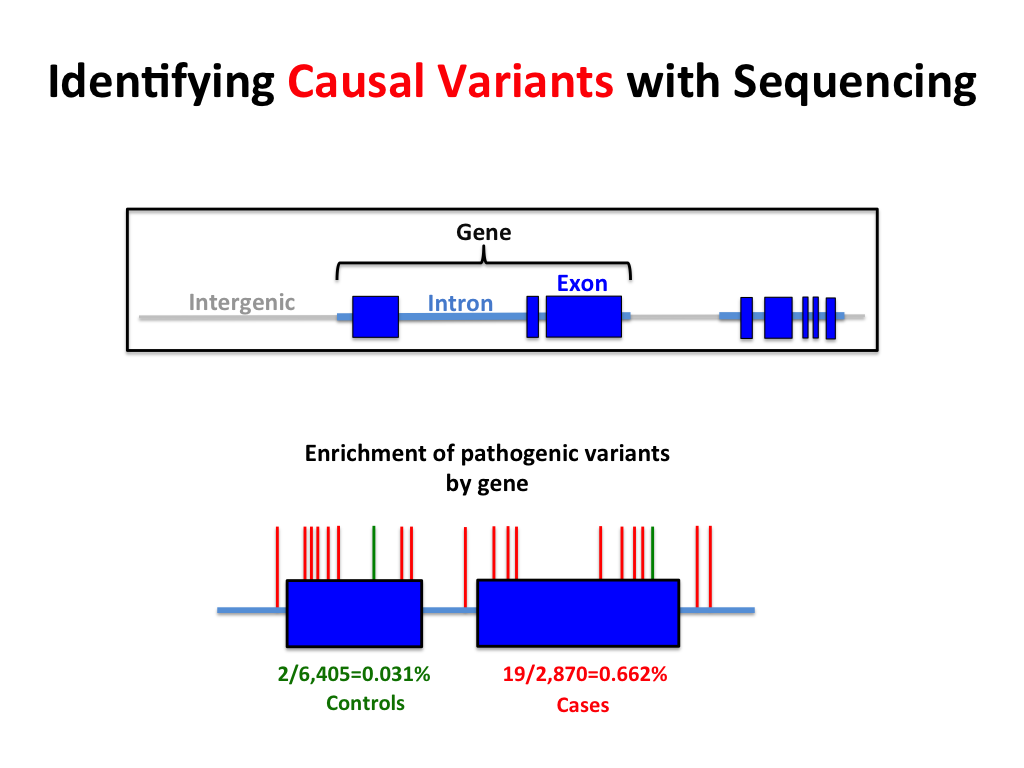 Identifying Causal Variants with Sequencing
Gene
Exon
Intergenic
Intron
Enrichment of pathogenic variants
by gene
2/6,405=0.031%
Controls
19/2,870=0.662%
Cases